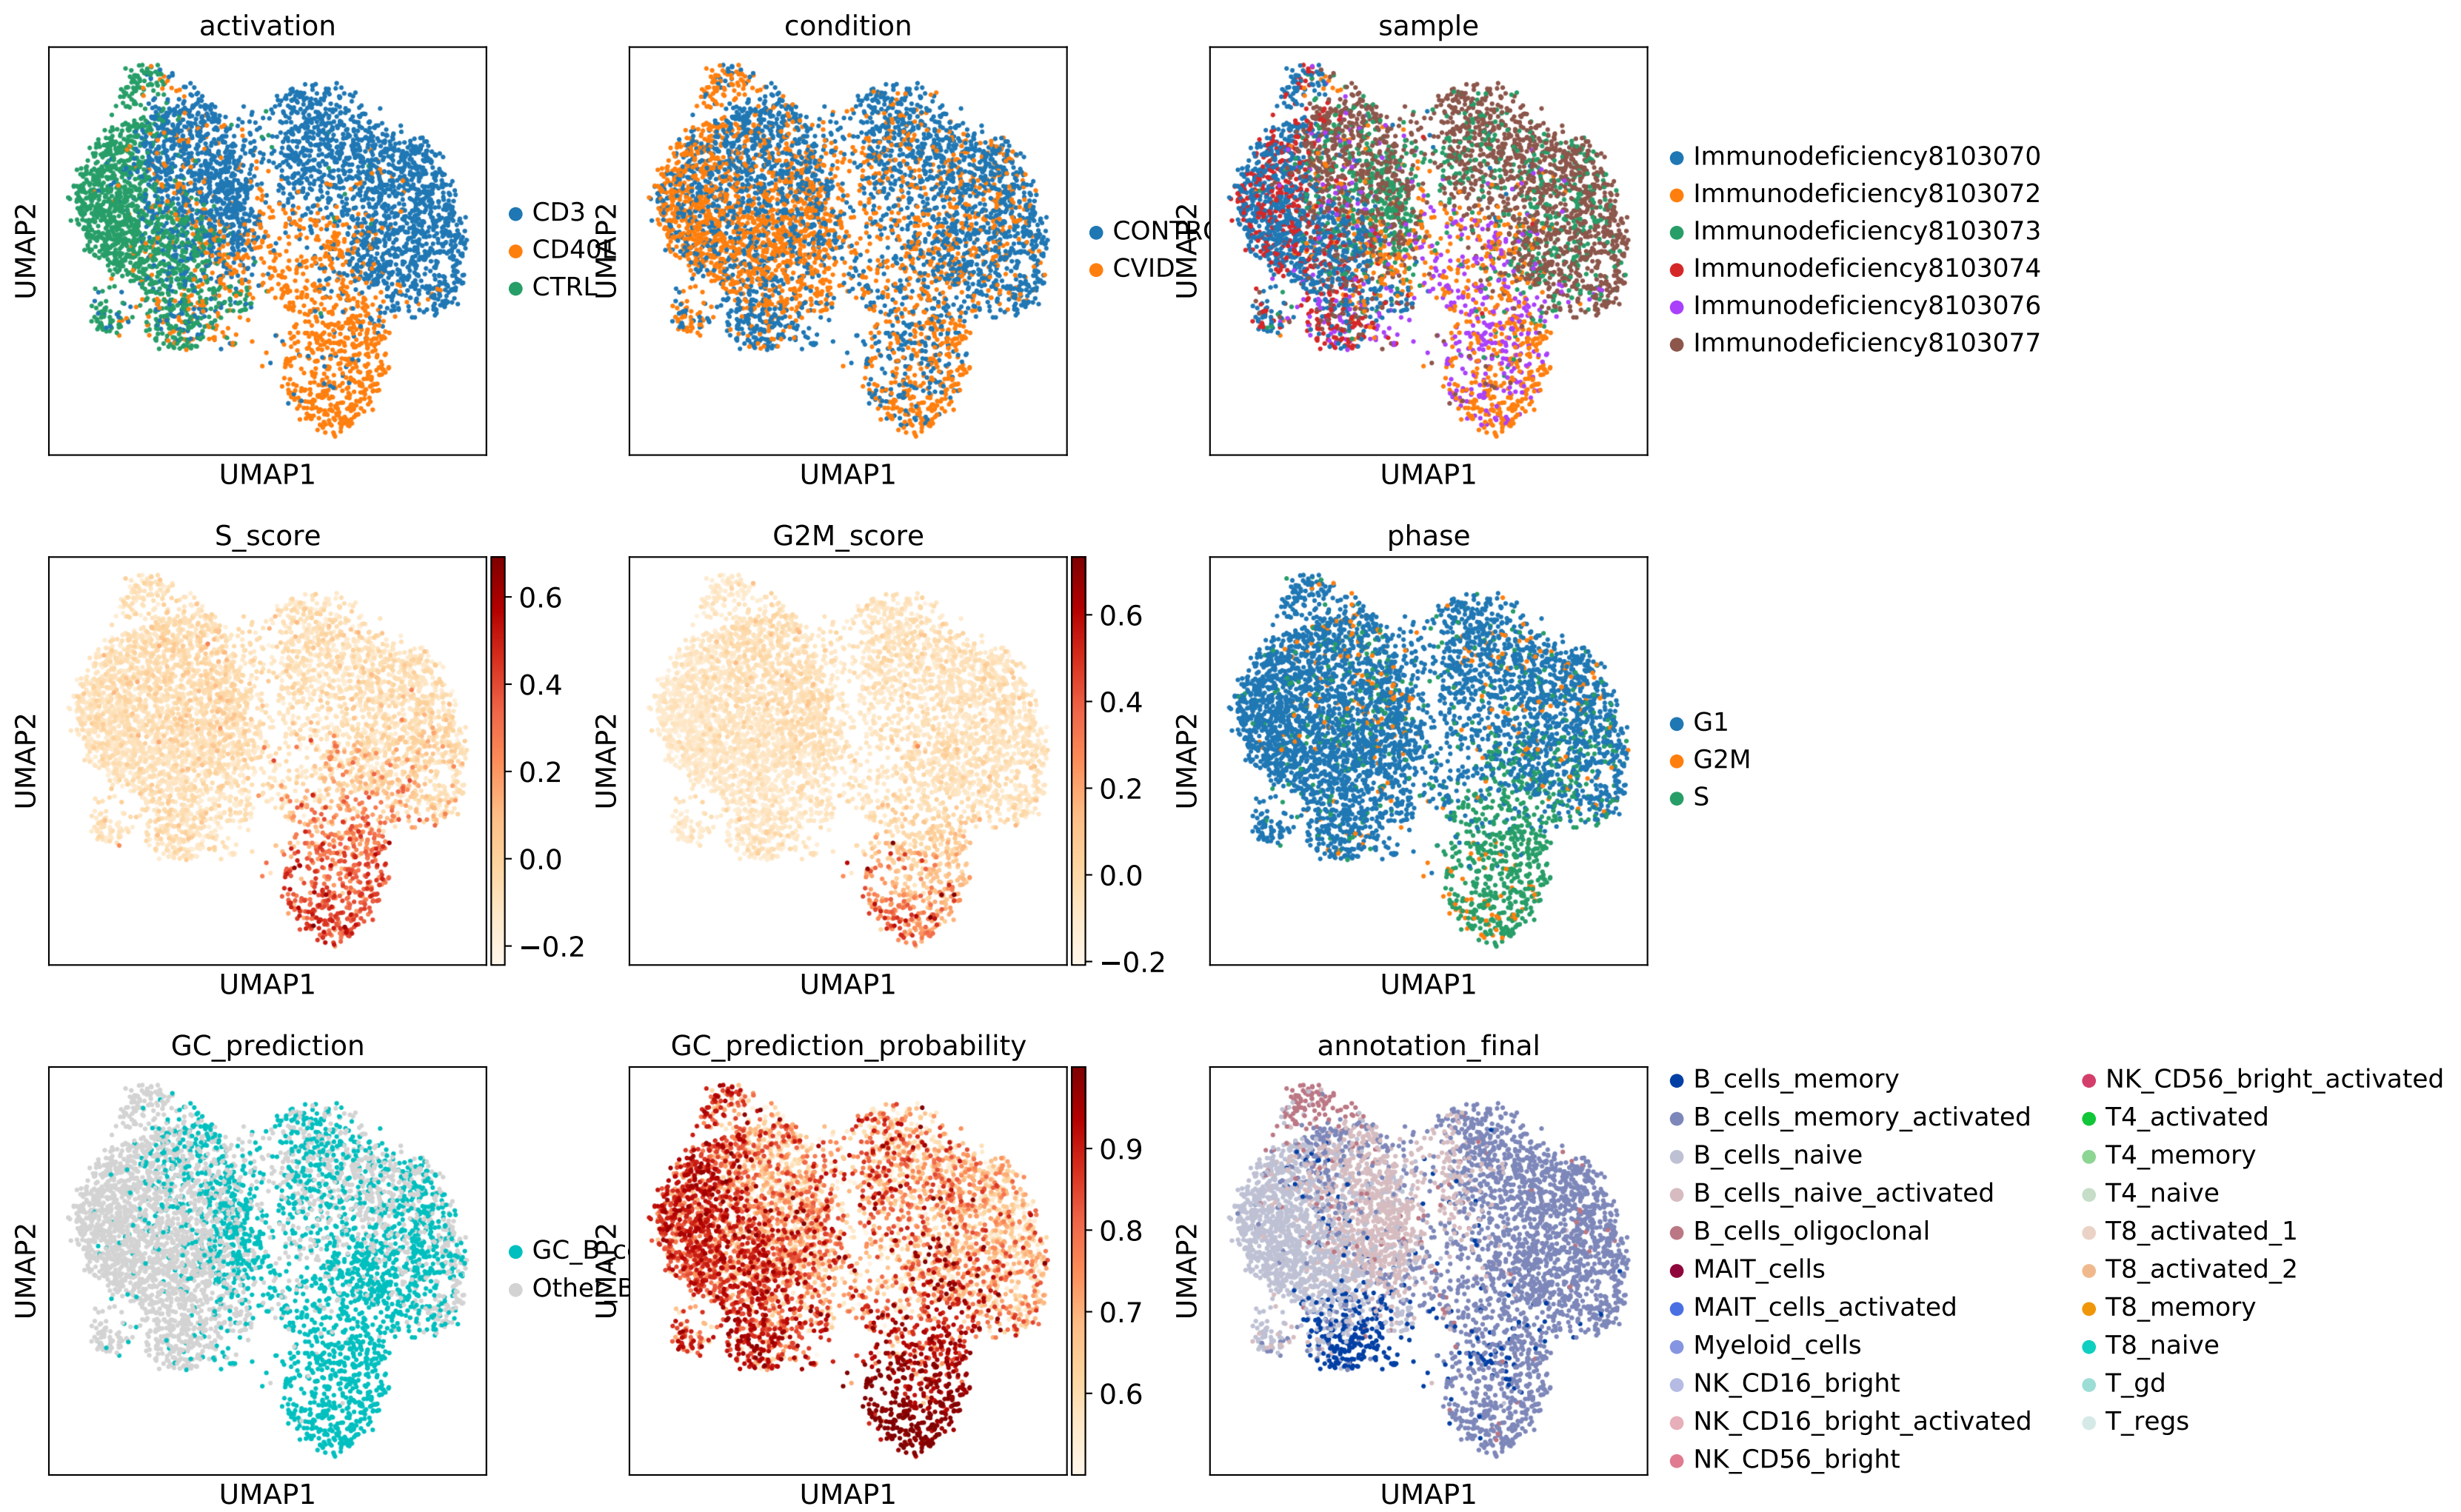 activation
UMAP2
UMAP1
CD3
CD40L
CTRL
condition
UMAP2
UMAP1
CVID
sample
UMAP2
UMAP1
Immunodeficiency8103070
Immunodeficiency8103072
Immunodeficiency8103073
Immunodeficiency8103074
Immunodeficiency8103076
Immunodeficiency8103077
S_score
UMAP2
UMAP1
0.6
0.4
0.2
0.0
−0.2
G2M_score
UMAP2
UMAP1
0.6
0.4
0.2
0.0
−0.2
phase
UMAP2
UMAP1
G1
G2M
S
GC_prediction
UMAP2
UMAP1
GC_prediction_probability
UMAP2
UMAP1
0.9
0.8
0.7
0.6
annotation_final
UMAP2
UMAP1
B_cells_memory
B_cells_memory_activated
B_cells_naive
B_cells_naive_activated
B_cells_oligoclonal
MAIT_cells
MAIT_cells_activated
Myeloid_cells
NK_CD16_bright
NK_CD16_bright_activated
NK_CD56_bright
NK_CD56_bright_activated
T4_activated
T4_memory
T4_naive
T8_activated_1
T8_activated_2
T8_memory
T8_naive
T_gd
T_regs